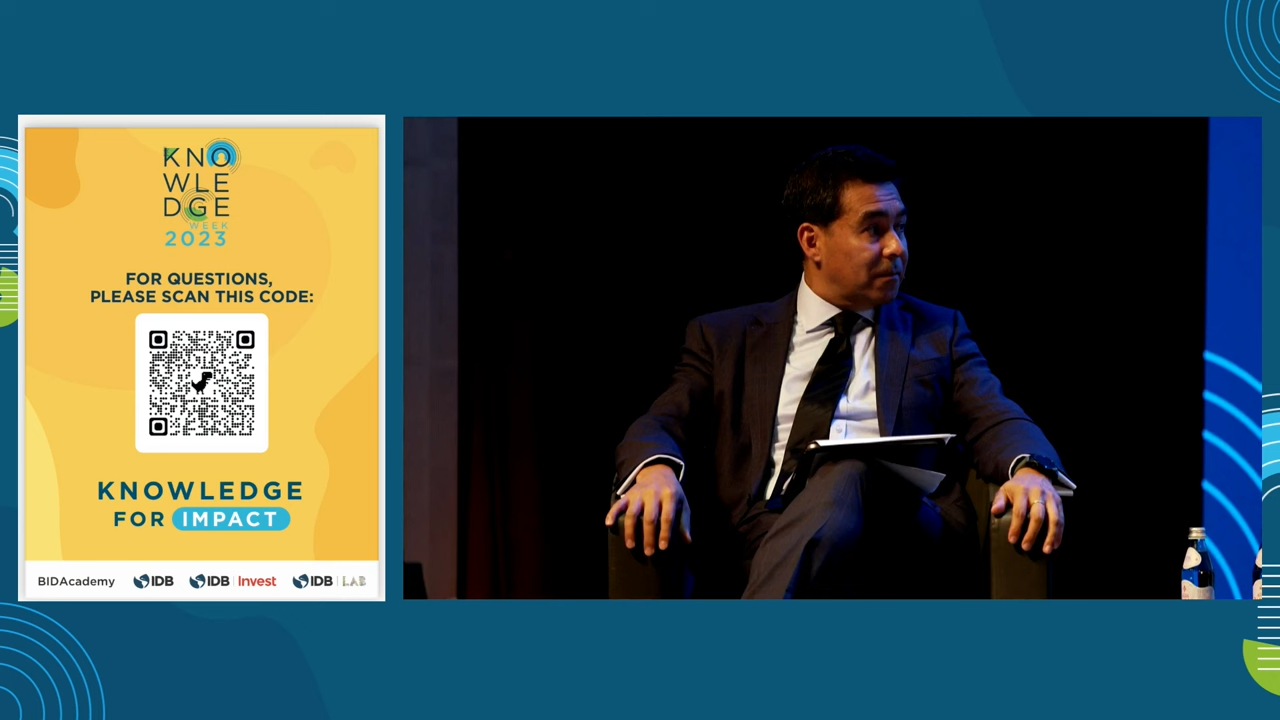 KNO
WLE
DGE
WEEK
2023
FOR QUESTIONS,
PLEASE SCAN THIS CODE:
KNOWLEDGE
FOR IMPACT
BIDAcademy IDB IDB Invest IDB LAB